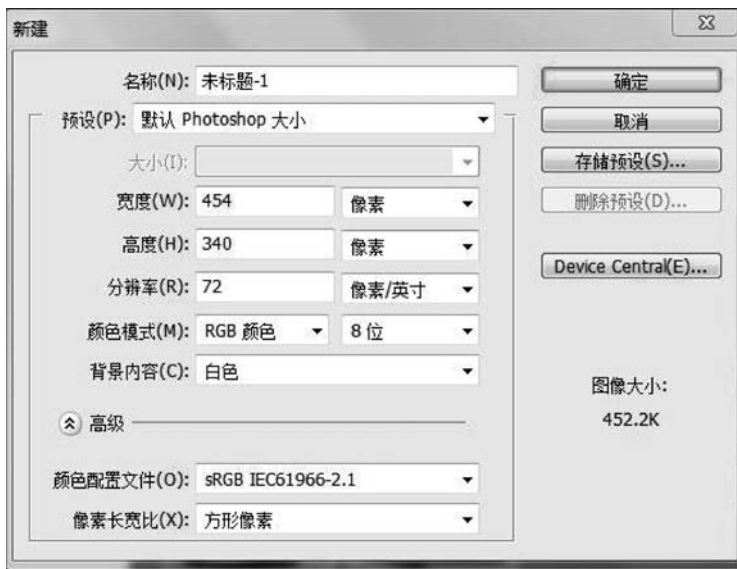 新建
名称(N): 未标题-1
确定
预设(P): 默认 Photoshop 大小
取消
大小(I):
存储预设(S)...
宽度(W): 454 像素
删除预设(D)...
高度(H): 340 像素
Device Central(E)...
分辨率(R): 72 像素/英寸
颜色模式(M): RGB 颜色 8 位
背景内容(C): 白色
图像大小:
452.2K
高级
颜色配置文件(O): sRGB IEC61966-2.1
像素长宽比(X): 方形像素